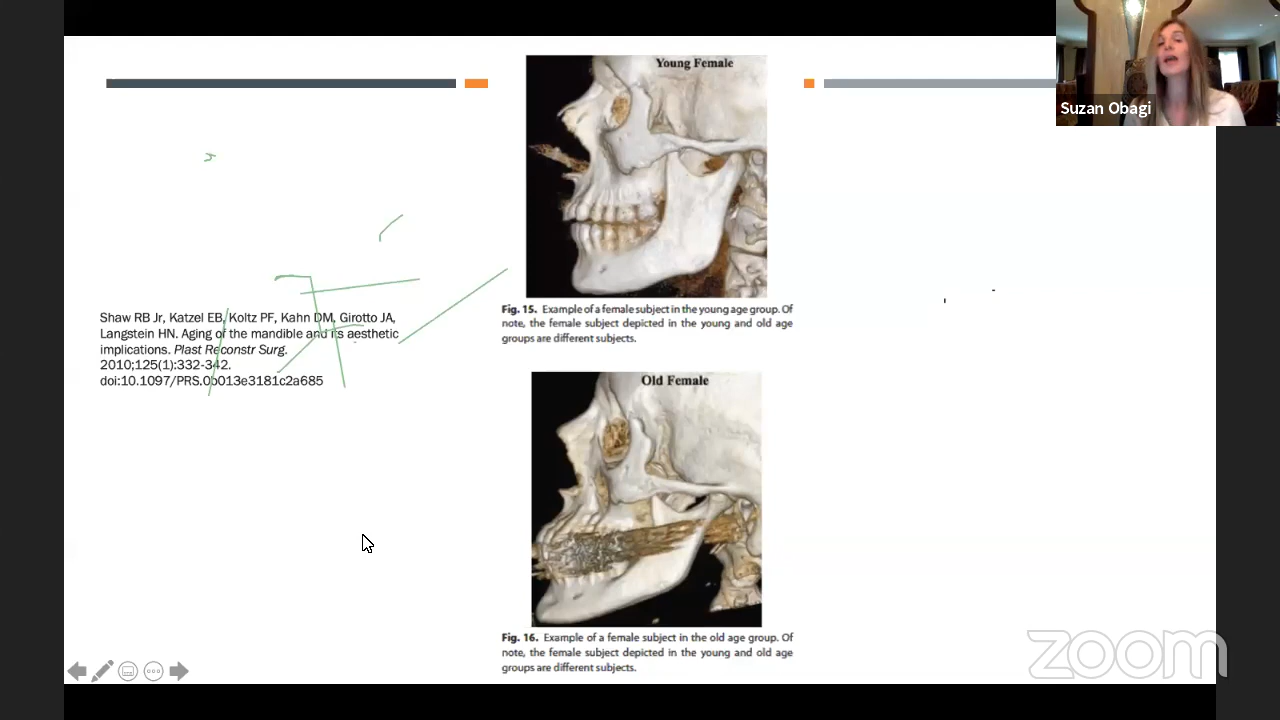 Suzan Obagi
Young Female
Fig. 15. Example of a female subject in the young age group. Of
note, the female subject depicted in the young and old age
groups are different subjects.
Shaw RB Jr, Katzel EB, Koltz PF, Kahn DM, Girotto JA,
Langstein HN. Aging of the mandible and its aesthetic
implications. Plast Reconstr Surg.
2010;125(1):332-342.
doi:10.1097/PRS.0b013e3181c2a685
Old Female
Fig. 16. Example of a female subject in the old age group. Of
note, the female subject depicted in the young and old age
groups are different subjects.
zoom